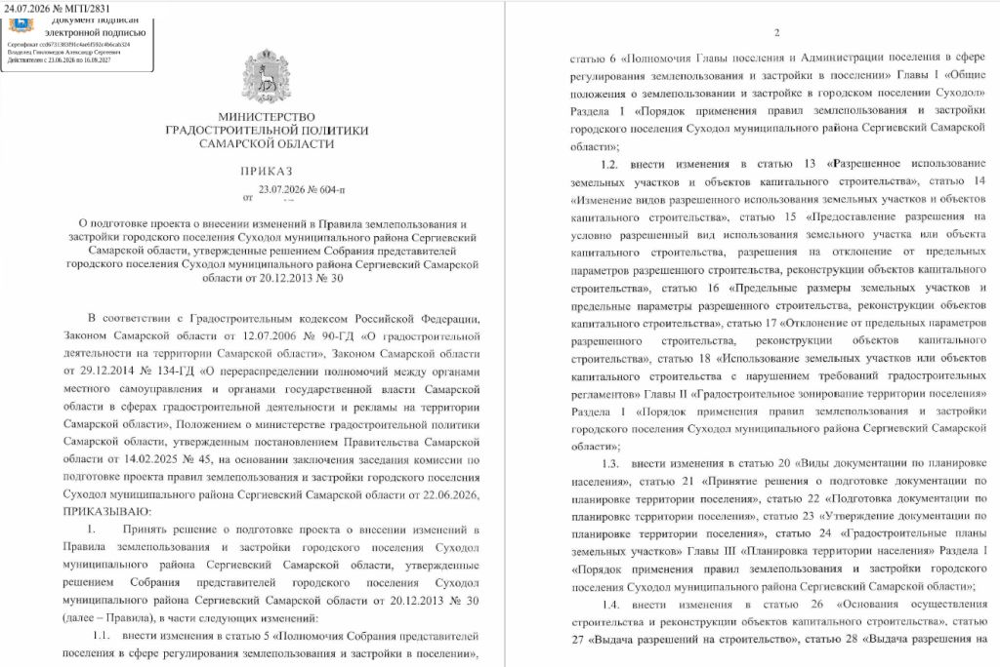 24.07.2026 № МГП/2831
Документ подписан
электронной подписью
Владелец Гниломедов Александр Сергеевич
Действителен с 23.06.2026 по 16.09.2027
МИНИСТЕРСТВО
ГРАДОСТРОИТЕЛЬНОЙ ПОЛИТИКИ
САМАРСКОЙ ОБЛАСТИ
ПРИКАЗ
от 23.07.2026 № 604-п
О подготовке проекта о внесении изменений в Правила землепользования и
застройки городского поселения Суходол муниципального района Сергиевский
Самарской области, утвержденные решением Собрания представителей
городского поселения Суходол муниципального района Сергиевский Самарской
области от 20.12.2013 № 30
В соответствии с Градостроительным кодексом Российской Федерации,
Законом Самарской области от 12.07.2006 № 90-ГД «О градостроительной
деятельности на территории Самарской области», Законом Самарской области
от 29.12.2014 № 134-ГД «О перераспределении полномочий между органами
местного самоуправления и органами государственной власти Самарской
области в сферах градостроительной деятельности и рекламы на территории
Самарской области», Положением о министерстве градостроительной политики
Самарской области, утвержденным постановлением Правительства Самарской
области от 14.02.2025 № 45, на основании заключения заседания комиссии по
подготовке проекта правил землепользования и застройки городского поселения
Суходол муниципального района Сергиевский Самарской области от 22.06.2026,
ПРИКАЗЫВАЮ:
1. Принять решение о подготовке проекта о внесении изменений в
Правила землепользования и застройки городского поселения Суходол
муниципального района Сергиевский Самарской области, утвержденные
решением Собрания представителей городского поселения Суходол
муниципального района Сергиевский Самарской области от 20.12.2013 № 30
(далее – Правила), в части следующих изменений:
1.1. внести изменения в статью 5 «Полномочия Собрания представителей
поселения в сфере регулирования землепользования и застройки в поселении»,
2
статью 6 «Полномочия Главы поселения и Администрации поселения в сфере
регулирования землепользования и застройки в поселении» Главы I «Общие
положения о землепользовании и застройке в городском поселении Суходол»
Раздела I «Порядок применения правил землепользования и застройки
городского поселения Суходол муниципального района Сергиевский Самарской
области»;
1.2. внести изменения в статью 13 «Разрешенное использование
земельных участков и объектов капитального строительства», статью 14
«Изменение видов разрешенного использования земельных участков и объектов
капитального строительства», статью 15 «Предоставление разрешения на
условно разрешенный вид использования земельного участка или объекта
капитального строительства, разрешения на отклонение от предельных
параметров разрешенного строительства, реконструкции объектов капитального
строительства», статью 16 «Предельные размеры земельных участков и
предельные параметры разрешенного строительства, реконструкции объектов
капитального строительства», статью 17 «Отклонение от предельных параметров
разрешенного строительства, реконструкции объектов капитального
строительства», статью 18 «Использование земельных участков или объектов
капитального строительства с нарушением требований градостроительных
регламентов» Главы II «Градостроительное зонирование территории поселения»
Раздела I «Порядок применения правил землепользования и застройки
городского поселения Суходол муниципального района Сергиевский Самарской
области»;
1.3. внести изменения в статью 20 «Виды документации по планировке
населения», статью 21 «Принятие решения о подготовке документации по
планировке территории поселения», статью 22 «Подготовка документации по
планировке территории поселения», статью 23 «Утверждение документации по
планировке территории поселения», статью 24 «Градостроительные планы
земельных участков» Главы III «Планировка территории населения» Раздела I
«Порядок применения правил землепользования и застройки городского
поселения Суходол муниципального района Сергиевский Самарской области»;
1.4. внести изменения в статью 26 «Основания осуществления
строительства и реконструкции объектов капитального строительства», статью
27 «Выдача разрешений на строительство», статью 28 «Выдача разрешения на